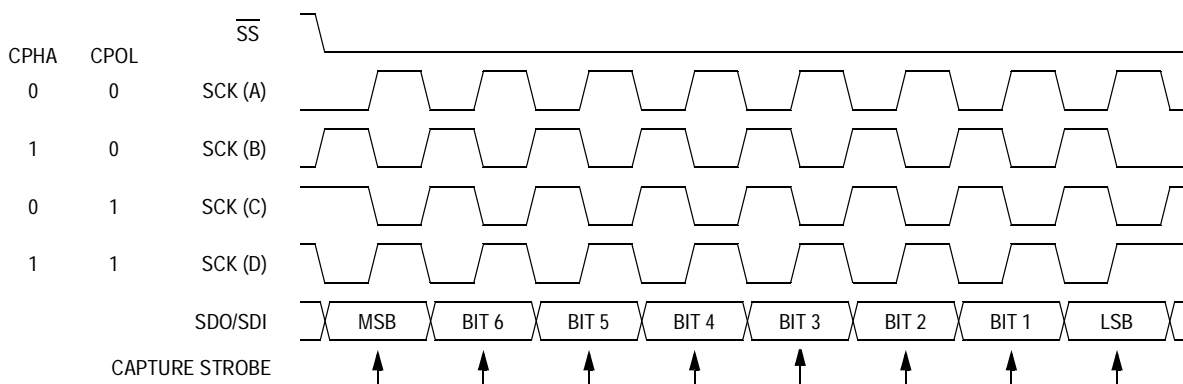 SS
CPHA CPOL
0 0 SCK (A)
1 0 SCK (B)
0 1 SCK (C)
1 1 SCK (D)
SDO/SDI MSB BIT 6 BIT 5 BIT 4 BIT 3 BIT 2 BIT 1 LSB
CAPTURE STROBE